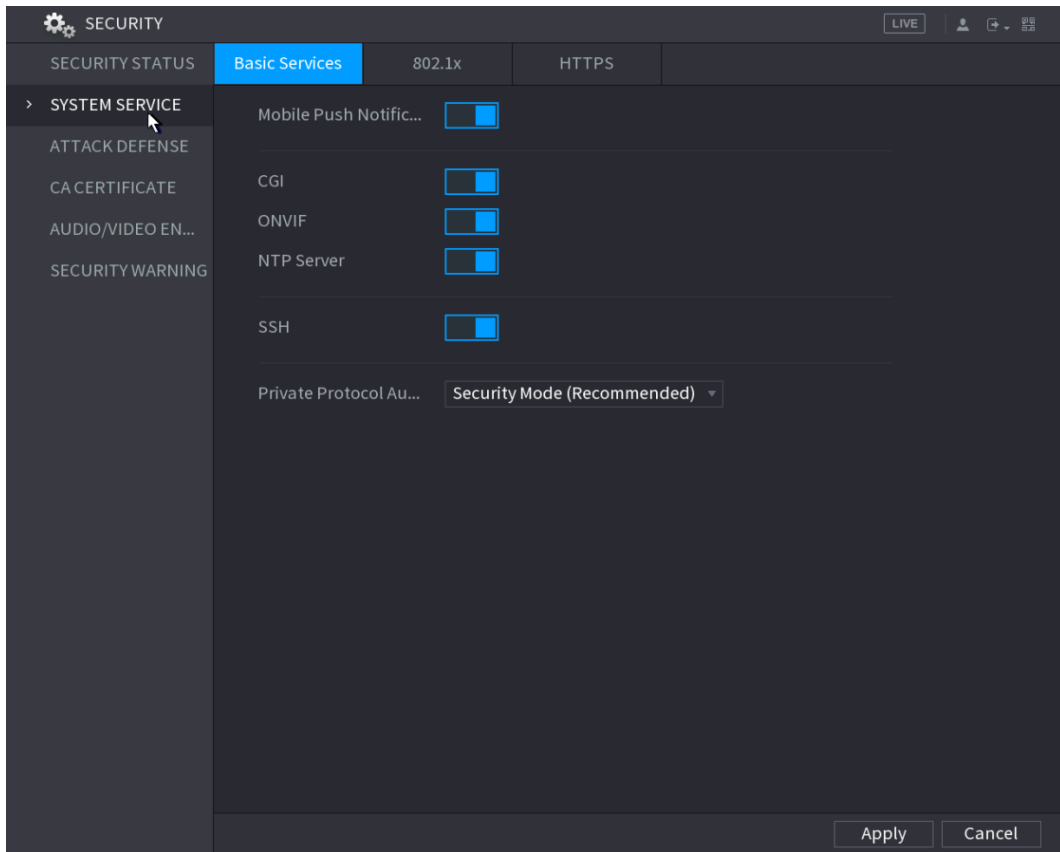 SECURITY
LIVE
SECURITY STATUS
SYSTEM SERVICE
ATTACK DEFENSE
CA CERTIFICATE
AUDIO/VIDEO EN...
SECURITY WARNING
Basic Services
802.1x
HTTPS
Mobile Push Notific...
CGI
ONVIF
NTP Server
SSH
Private Protocol Au...
Security Mode (Recommended)
Apply
Cancel